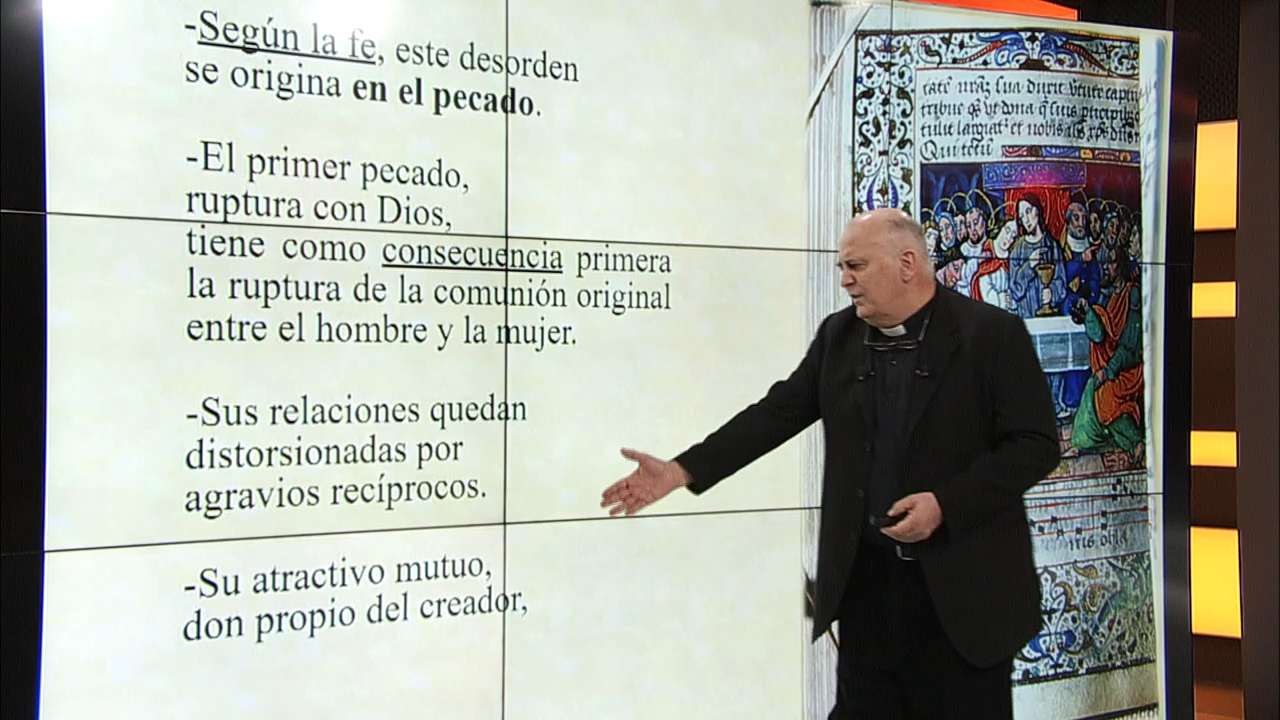 -Según la fe, este desorden
se origina en el pecado.
-El primer pecado,
ruptura con Dios,
tiene como consecuencia primera
la ruptura de la comunión original
entre el hombre y la mujer.
-Sus relaciones quedan
distorsionadas por
agravios recíprocos.
-Su atractivo mutuo,
don propio del creador,